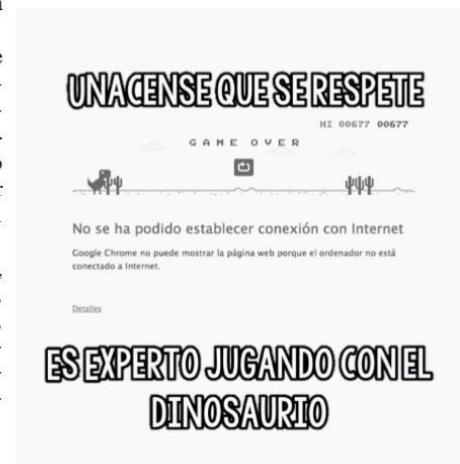 UNACENSE QUE SE RESPETE
HI 00677 00677
GAME OVER
No se ha podido establecer conexión con Internet
Google Chrome no puede mostrar la página web porque el ordenador no está
conectado a Internet.
Detalles
ES EXPERTO JUGANDO CON EL
DINOSAURIO